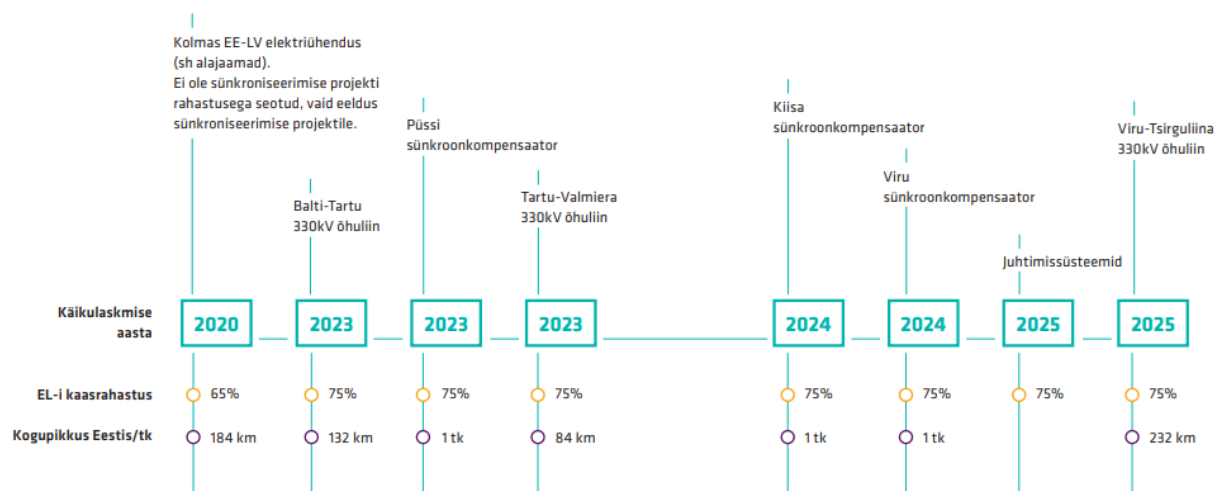 Kolmas EE-LV elektriühendus
(sh alajaamad).
Ei ole sünkroniseerimise projekti
rahastusega seotud, vaid eeldus
sünkroniseerimise projektile.
Balti-Tartu
330kV õhuliin
Püssi
sünkroonkompensaator
Tartu-Valmiera
330kV õhuliin
Kiisa
sünkroonkompensaator
Viru
sünkroonkompensaator
Juhtimissüsteemid
Viru-Tsirguliina
330kV õhuliin
Käikulaskmise
aasta
2020 2023 2023 2023 2024 2024 2025 2025
EL-i kaasrahastus 65% 75% 75% 75% 75% 75% 75% 75%
Kogupikkus Eestis/tk 184 km 132 km 1 tk 84 km 1 tk 1 tk 232 km